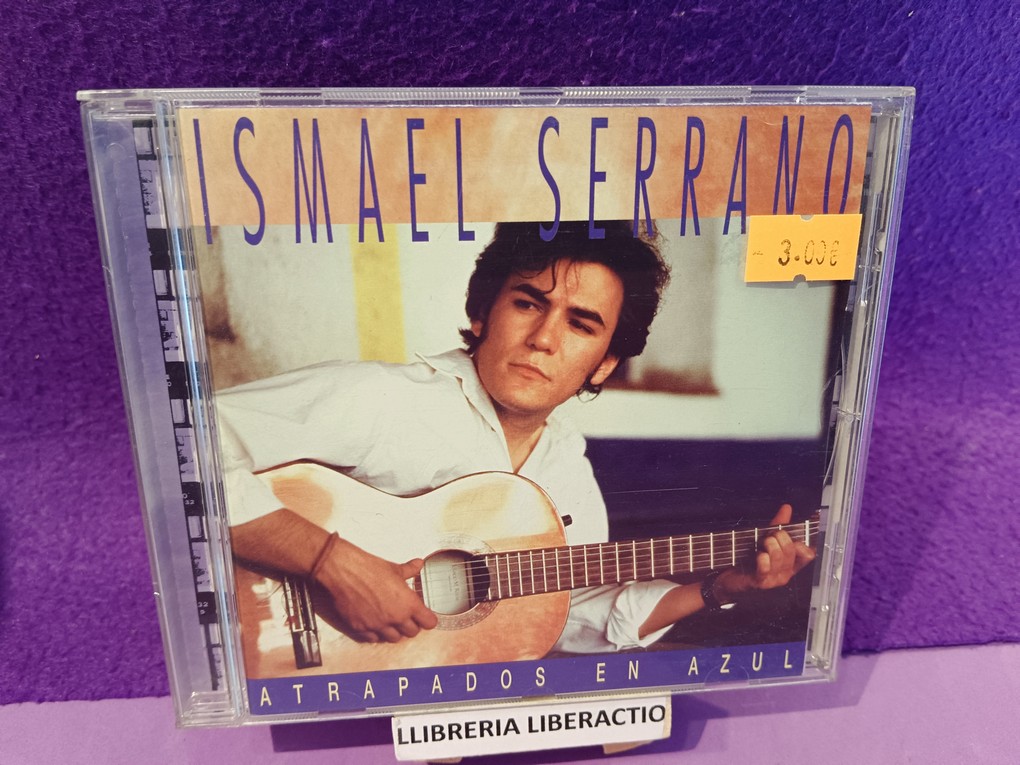 ISMAEL SERRANO
3.00€
ATRAPADOS EN AZUL
LLIBRERIA LIBERACTIO